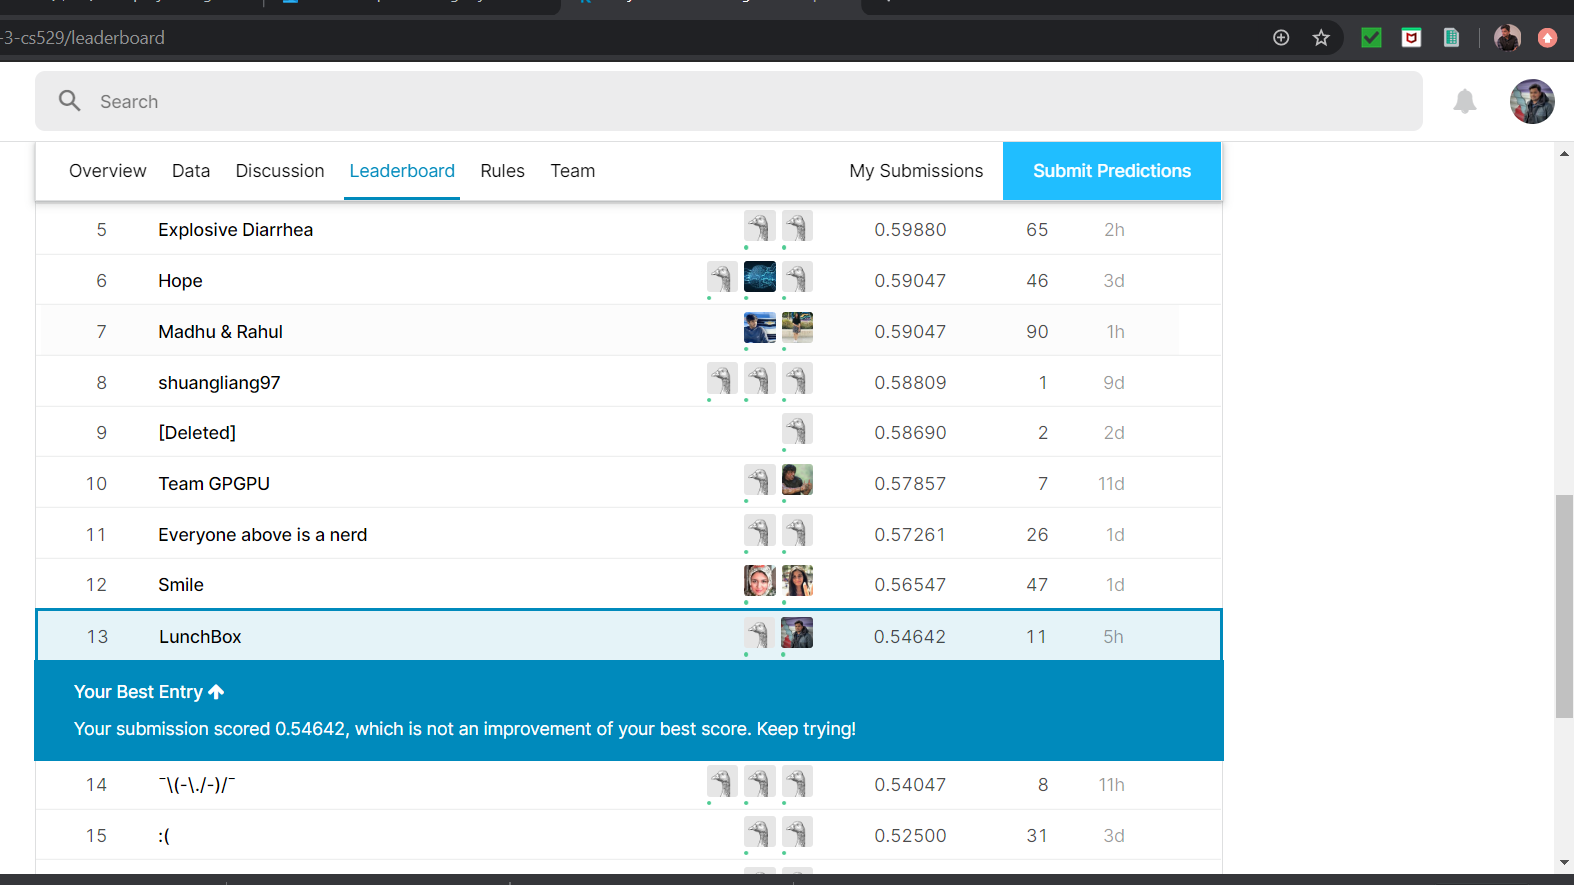 -3-cs529/leaderboard
Search
Overview Data Discussion Leaderboard Rules Team My Submissions Submit Predictions
5 Explosive Diarrhea 0.59880 65 2h
6 Hope 0.59047 46 3d
7 Madhu & Rahul 0.59047 90 1h
8 shuangliang97 0.58809 1 9d
9 [Deleted] 0.58690 2 2d
10 Team GPGPU 0.57857 7 11d
11 Everyone above is a nerd 0.57261 26 1d
12 Smile 0.56547 47 1d
13 LunchBox 0.54642 11 5h
Your Best Entry
Your submission scored 0.54642, which is not an improvement of your best score. Keep trying!
14 ¯\(-\./-)/¯ 0.54047 8 11h
15 :( 0.52500 31 3d